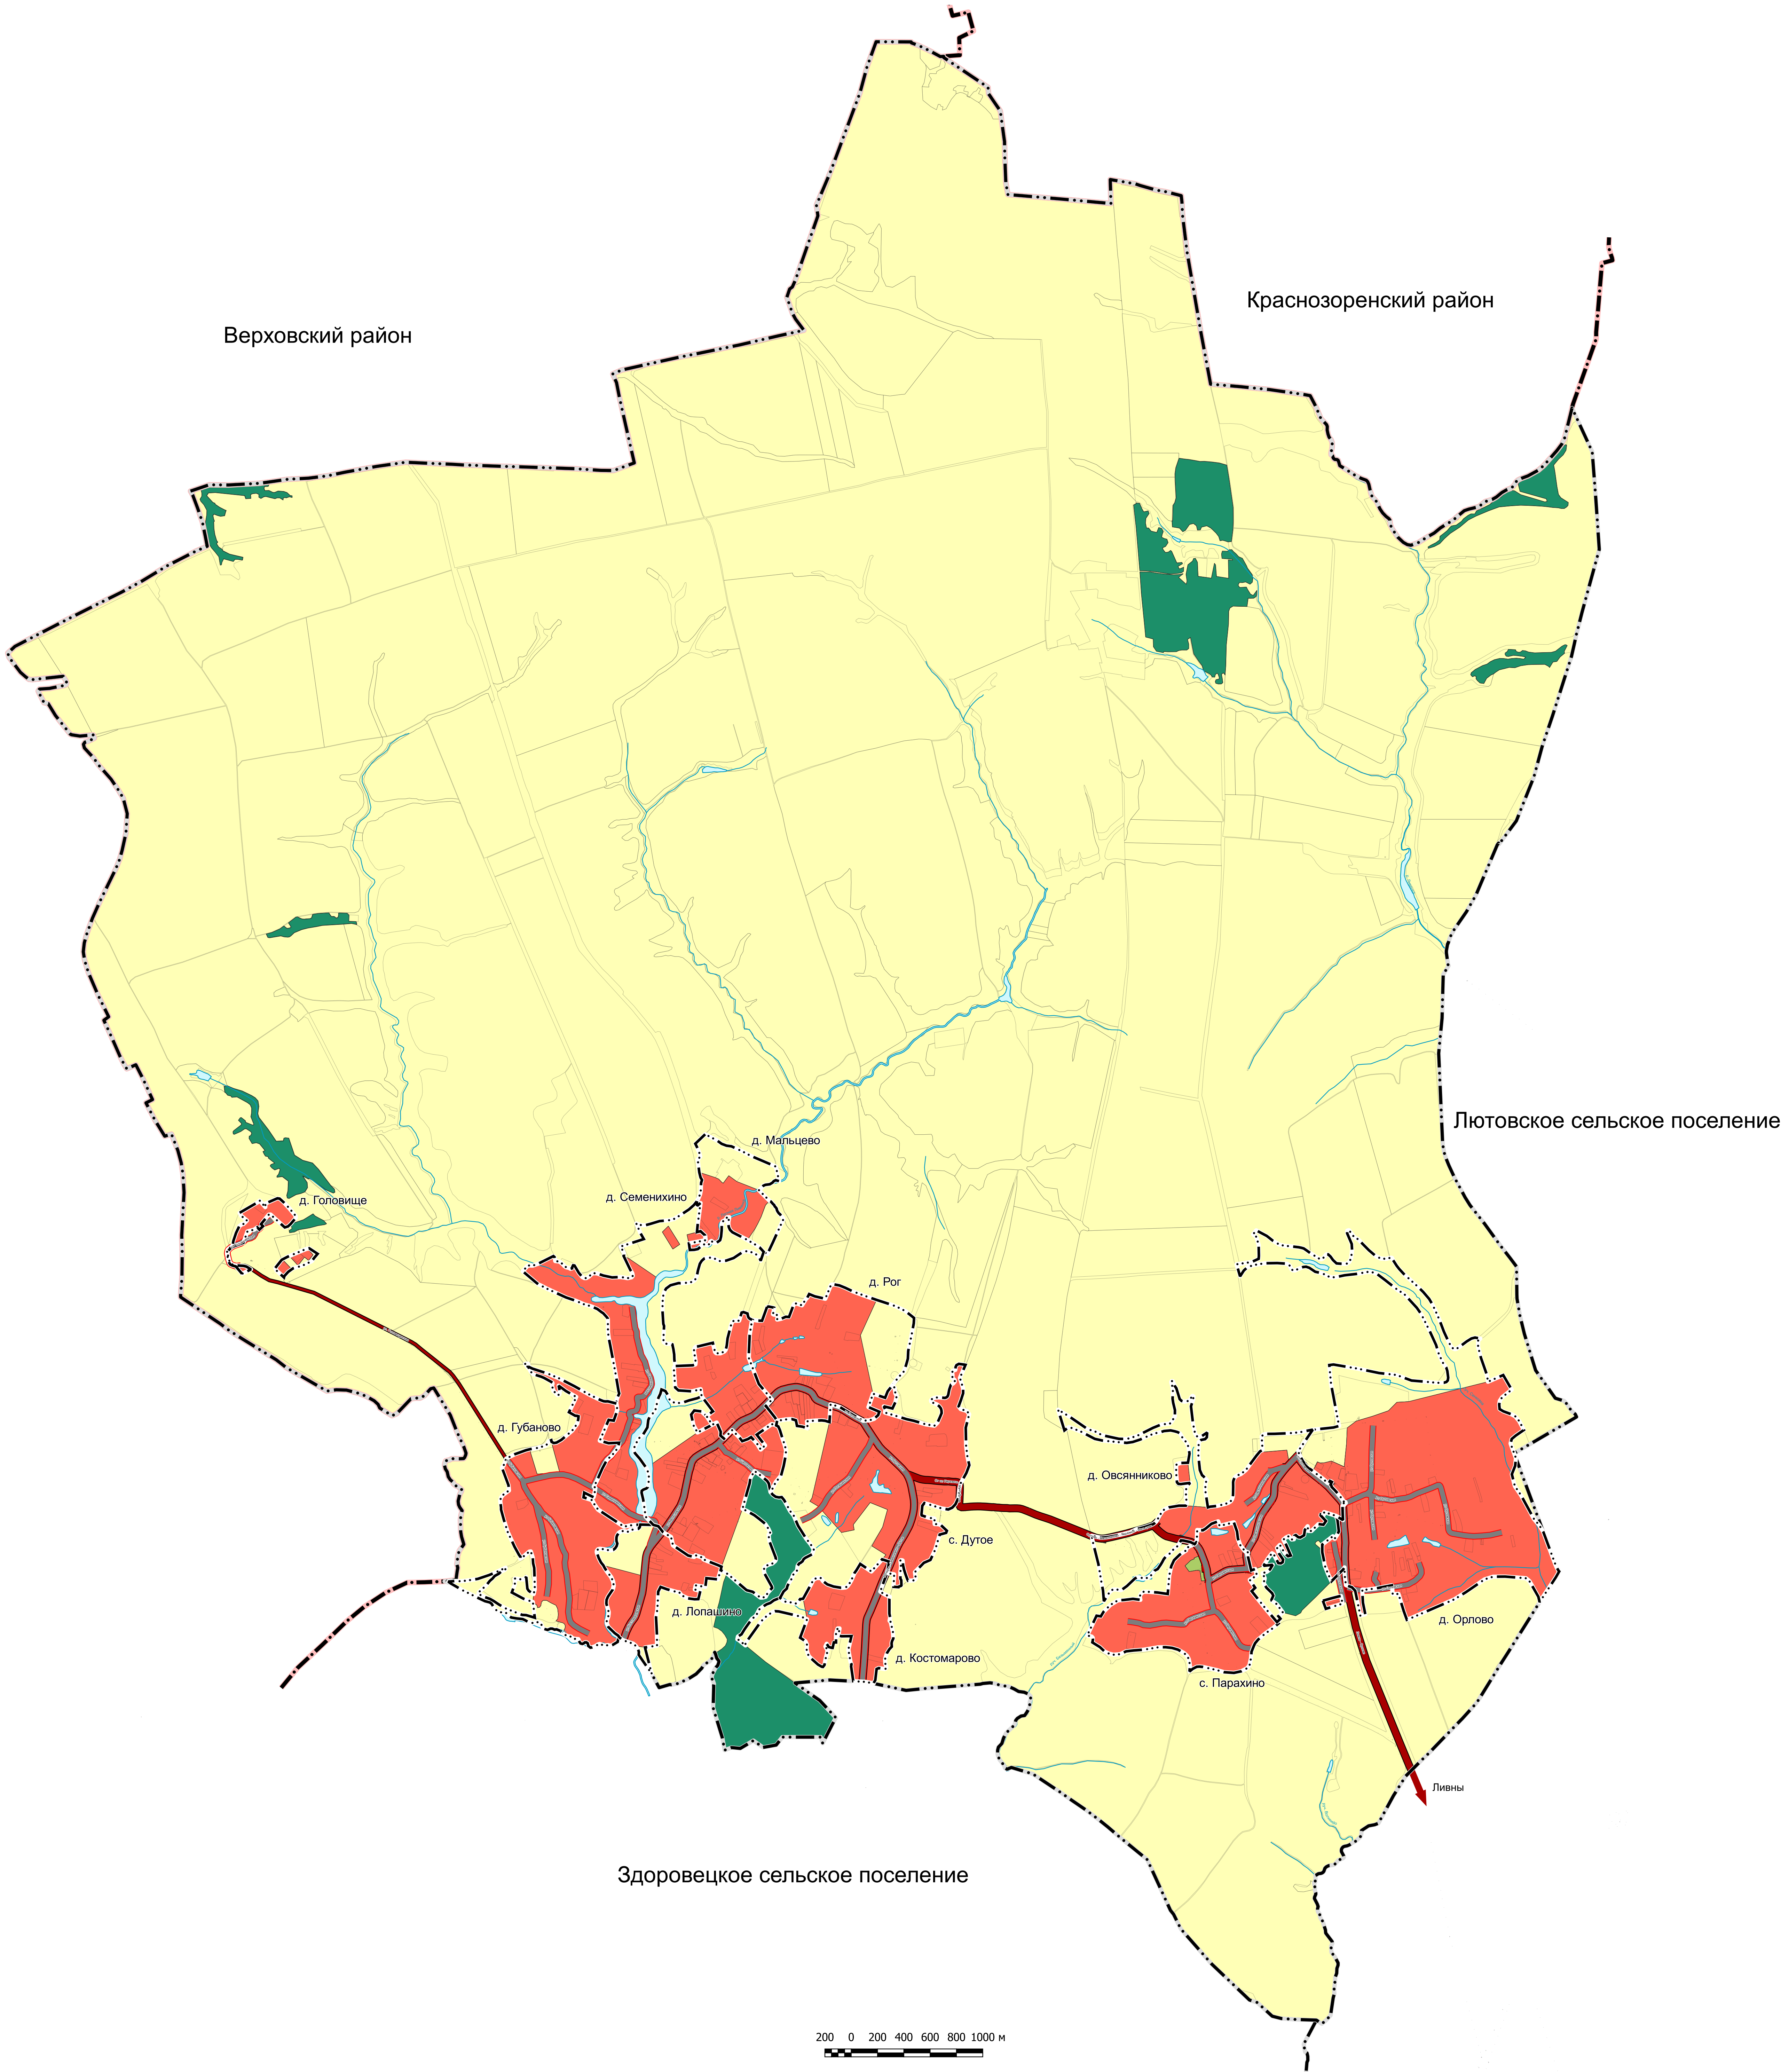 Краснозоренский район
Верховский район
Лютовское сельское поселение
д. Мальцево
д. Семенихино
д. Головище
д. Рог
д. Губаново
д. Овсянниково
с. Дутое
д. Лопашино
д. Орлово
д. Костомарово
с. Парахино
Ливны
Здоровецкое сельское поселение
200 0 200 400 600 800 1000 м